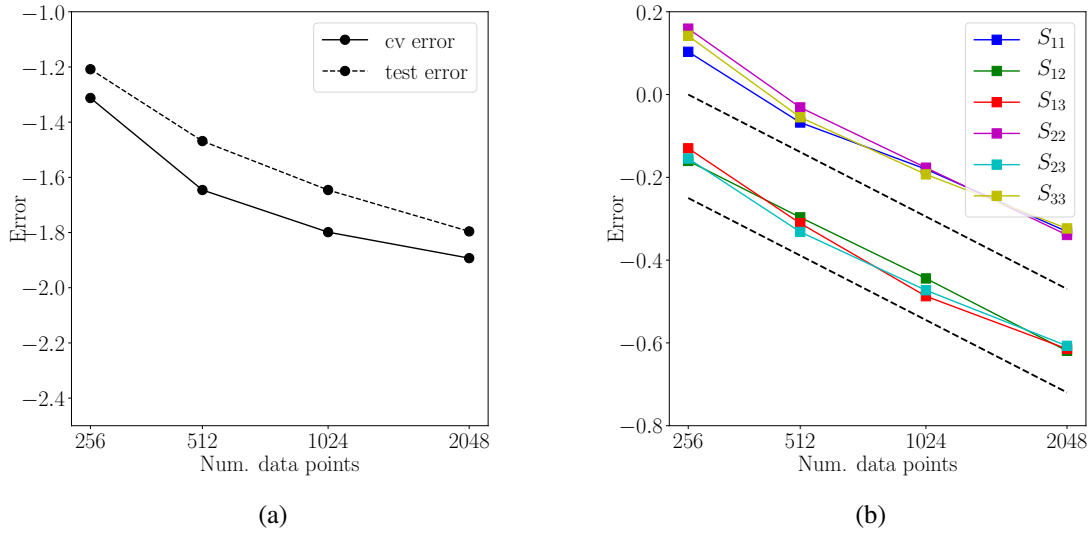 −1.0
−1.2
−1.4
−1.6
−1.8
−2.0
−2.2
−2.4
Error
cv error
test error
256
512
1024
2048
Num. data points
(a)
0.2
0.0
−0.2
−0.4
−0.6
−0.8
Error
S₁₁
S₁₂
S₁₃
S₂₂
S₂₃
S₃₃
256
512
1024
2048
Num. data points
(b)